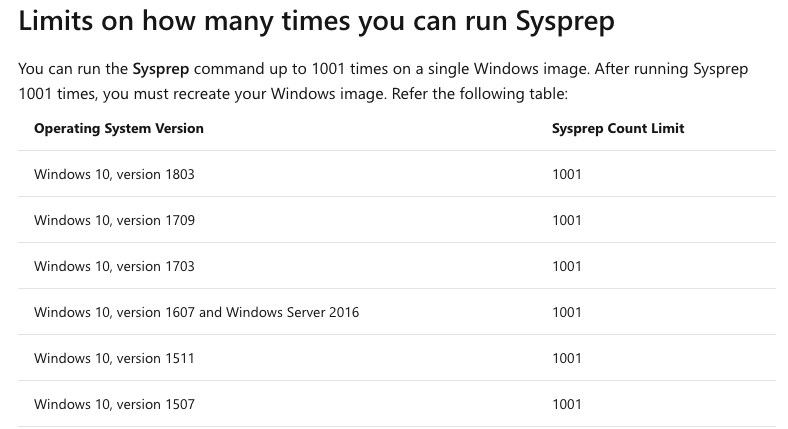 Limits on how many times you can run Sysprep
You can run the Sysprep command up to 1001 times on a single Windows image. After running Sysprep
1001 times, you must recreate your Windows image. Refer the following table:
Operating System Version Sysprep Count Limit
Windows 10, version 1803 1001
Windows 10, version 1709 1001
Windows 10, version 1703 1001
Windows 10, version 1607 and Windows Server 2016 1001
Windows 10, version 1511 1001
Windows 10, version 1507 1001